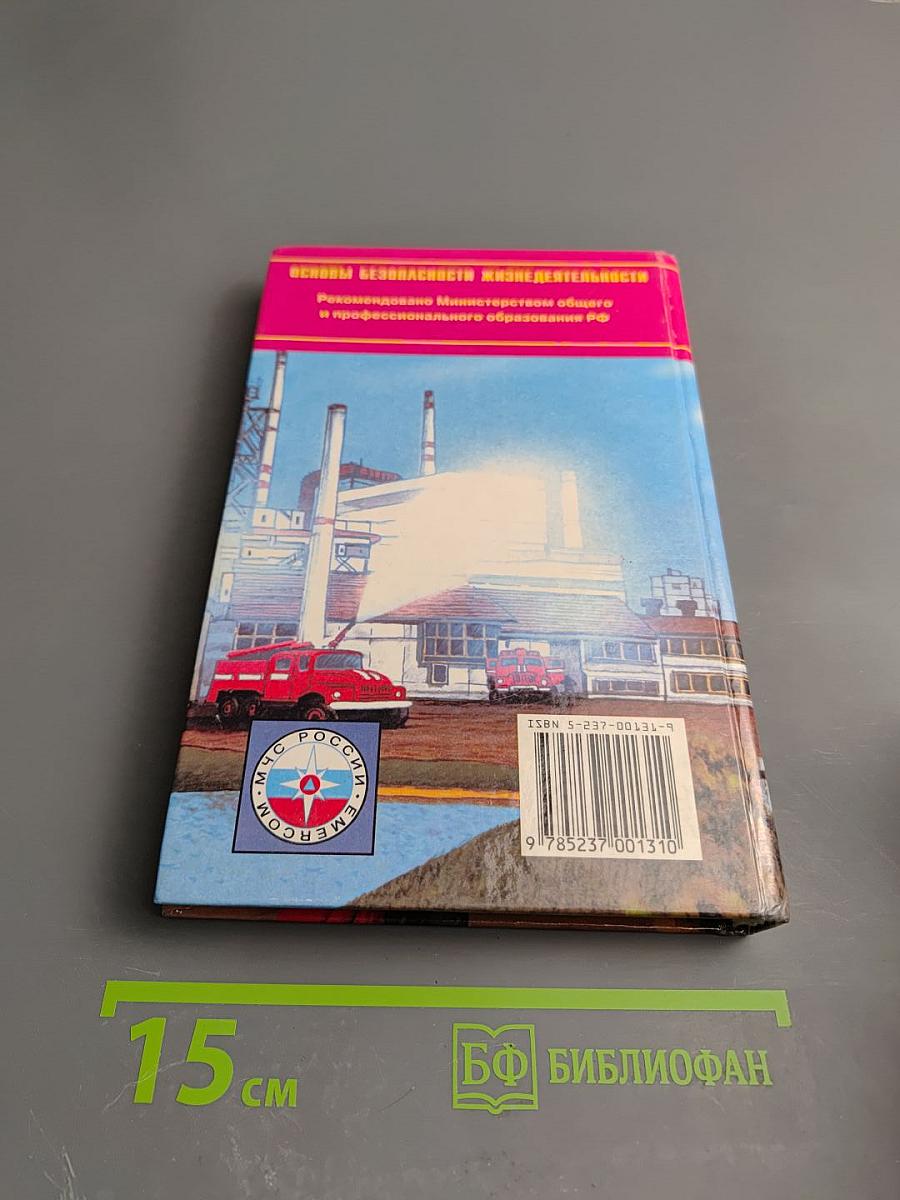 ОСНОВЫ БЕЗОПАСНОСТИ ЖИЗНЕДЕЯТЕЛЬНОСТИ
Рекомендовано Министерством общего
и профессионального образования РФ
МЧС РОССИИ · EMERCOM ·
ISBN 5-237-00131-9
9 785237 001310
15 см
БФ БИБЛИОФАН